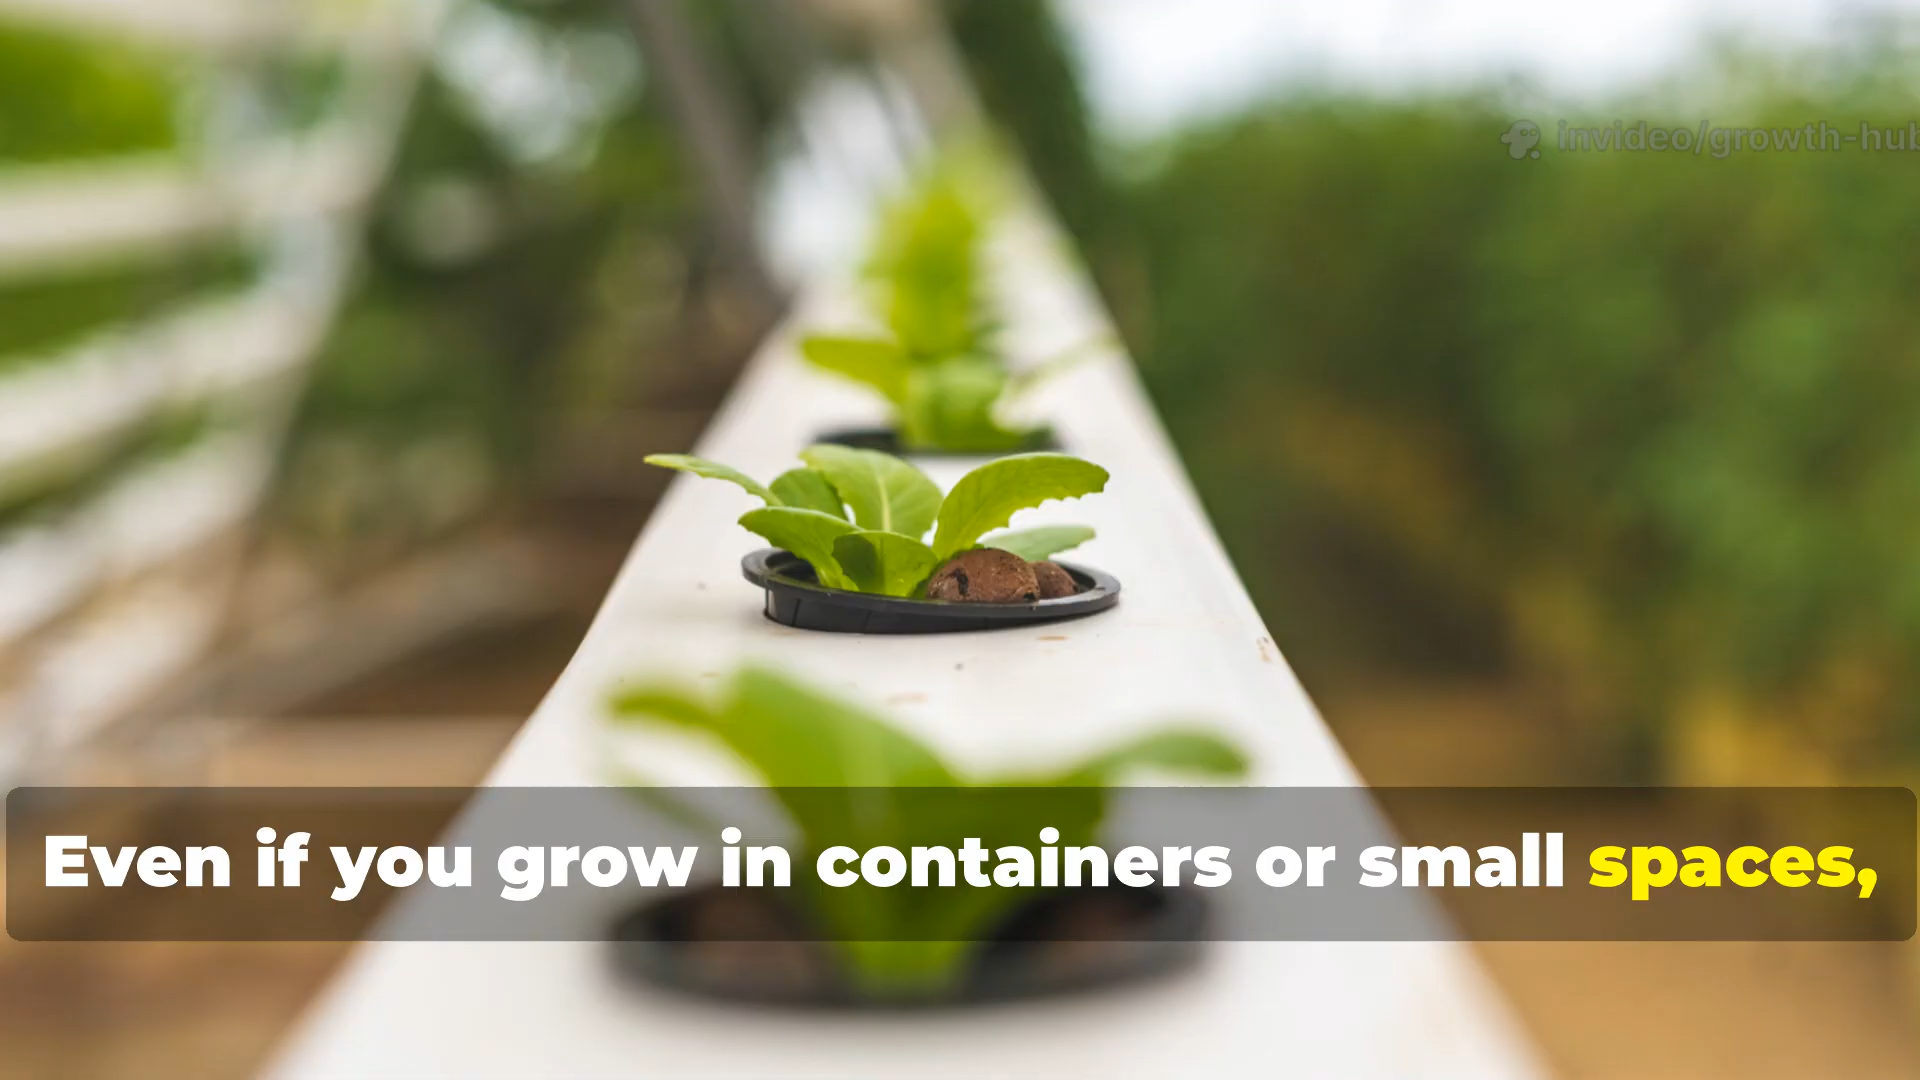 invideo/growth-hub
Even if you grow in containers or small spaces,